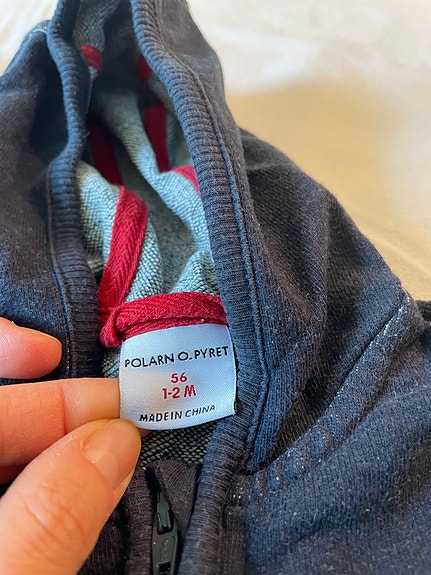 POLARN O. PYRET
56
1-2 M
MADE IN CHINA